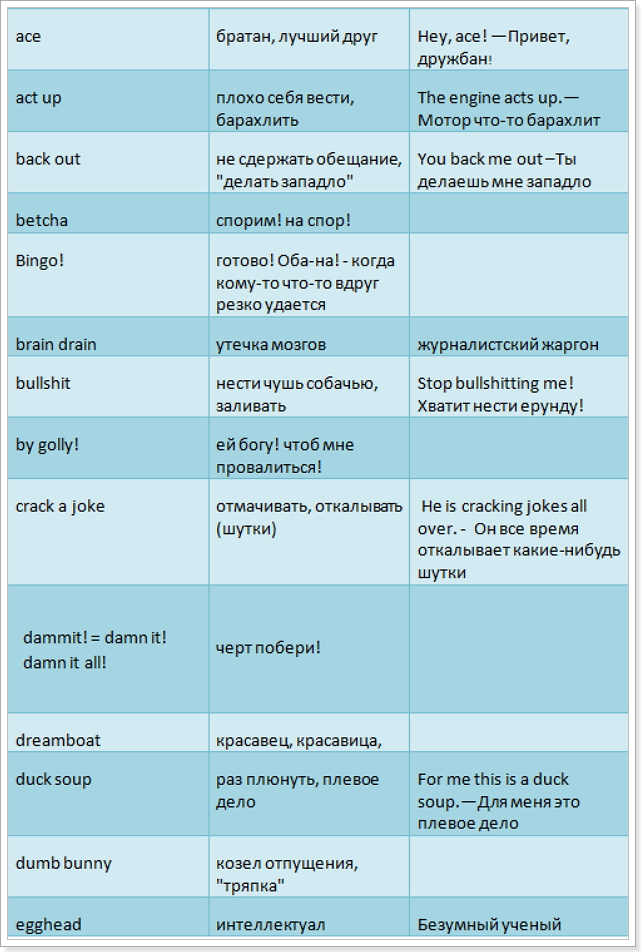 ace
братан, лучший друг
Hey, ace! —Привет,
дружбан!
act up
плохо себя вести,
барахлить
The engine acts up.—
Мотор что-то барахлит
back out
не сдержать обещание,
"делать западло"
You back me out –Ты
делаешь мне западло
betcha
спорим! на спор!
Bingo!
готово! Оба-на! - когда
кому-то что-то вдруг
резко удается
brain drain
утечка мозгов
журналистский жаргон
bullshit
нести чушь собачью,
заливать
Stop bullshitting me!
Хватит нести ерунду!
by golly!
ей богу! чтоб мне
провалиться!
crack a joke
отмачивать, откалывать
(шутки)
He is cracking jokes all
over. - Он все время
откалывает какие-нибудь
шутки
dammit! = damn it!
damn it all!
черт побери!
dreamboat
красавец, красавица,
duck soup
раз плюнуть, плевое
дело
For me this is a duck
soup.—Для меня это
плевое дело
dumb bunny
козел отпущения,
"тряпка"
egghead
интеллектуал
Безумный ученый